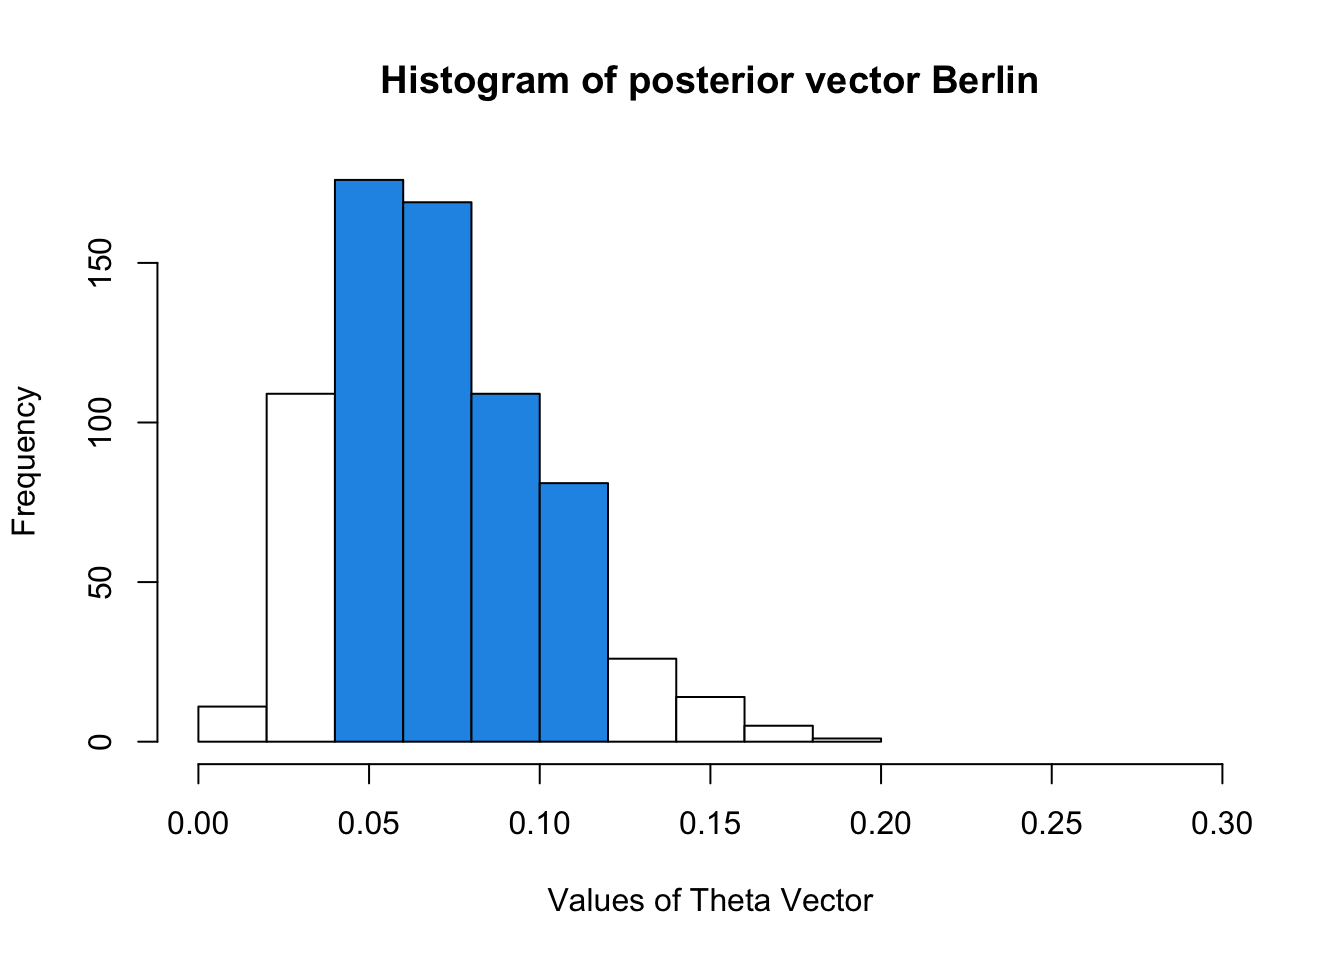 Histogram of posterior vector Berlin
Frequency
150
100
50
0
0.00 0.05 0.10 0.15 0.20 0.25 0.30
Values of Theta Vector